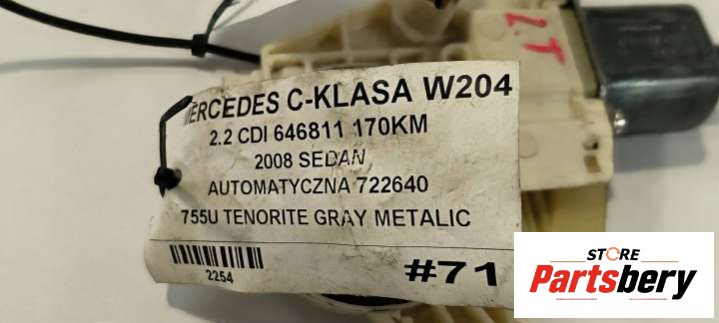 2.T
MERCEDES C-KLASA W204
2.2 CDI 646811 170KM
2008 SEDAN
AUTOMATYCZNA 722640
755U TENORITE GRAY METALIC
2254
#71
STORE
Partsbery